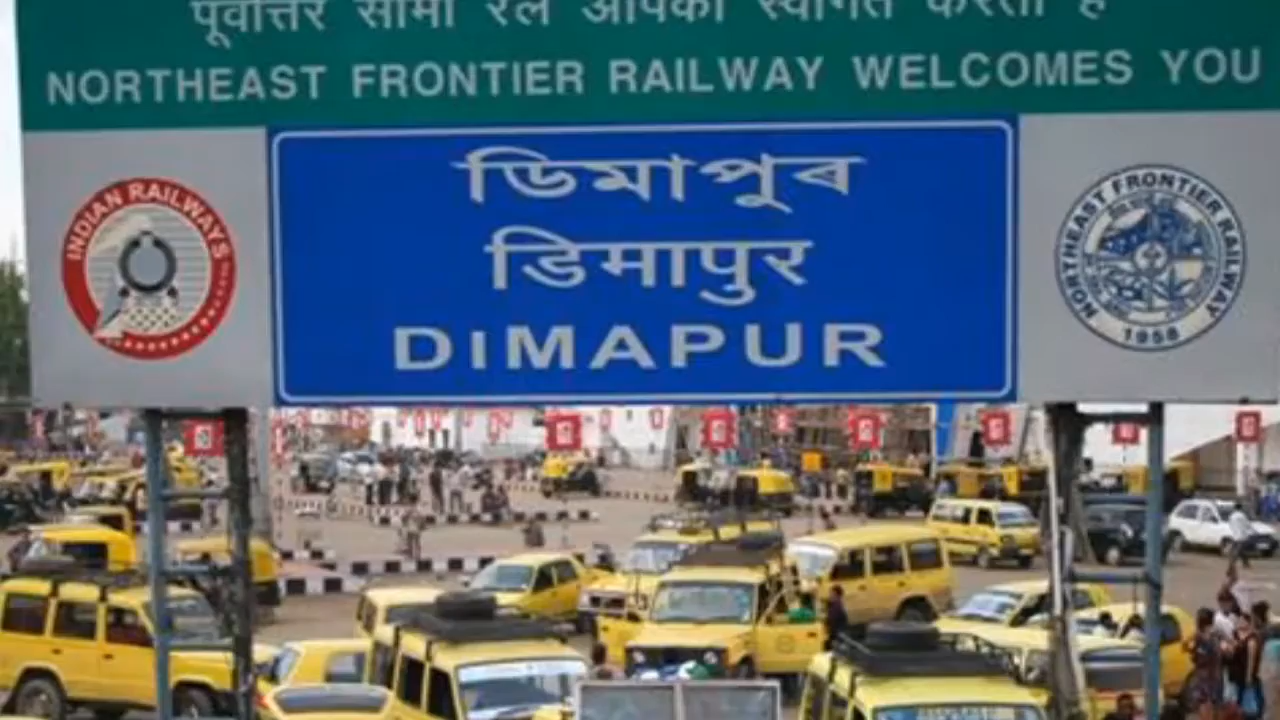 पूर्वोत्तर सीमा रेल आपका स्वागत करता है
NORTHEAST FRONTIER RAILWAY WELCOMES YOU
ডিমাপুৰ
डिमापुर
DIMAPUR
INDIAN RAILWAYS
NORTHEAST FRONTIER RAILWAY
1958